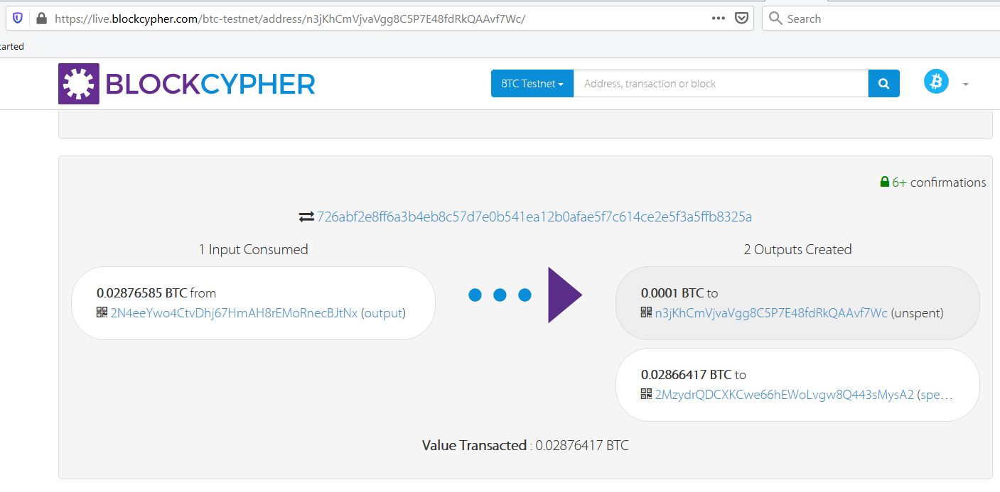 https://live.blockcypher.com/btc-testnet/address/n3jKhCmVjvaVgg8C5P7E48fdRkQAAvf7Wc/
Search
tarted
BLOCKCYPHER
BTC Testnet
Address, transaction or block
6+ confirmations
726abf2e8ff6a3b4eb8c57d7e0b541ea12b0afae5f7c614ce2e5f3a5ffb8325a
1 Input Consumed
2 Outputs Created
0.02876585 BTC from
2N4eeYwo4CtvDhj67HmAH8rEMoRnecBJtNx (output)
0.0001 BTC to
n3jKhCmVjvaVgg8C5P7E48fdRkQAAvf7Wc (unspent)
0.02866417 BTC to
2MzydrQDCXKCwe66hEWoLvgw8Q443sMysA2 (spe…
Value Transacted : 0.02876417 BTC